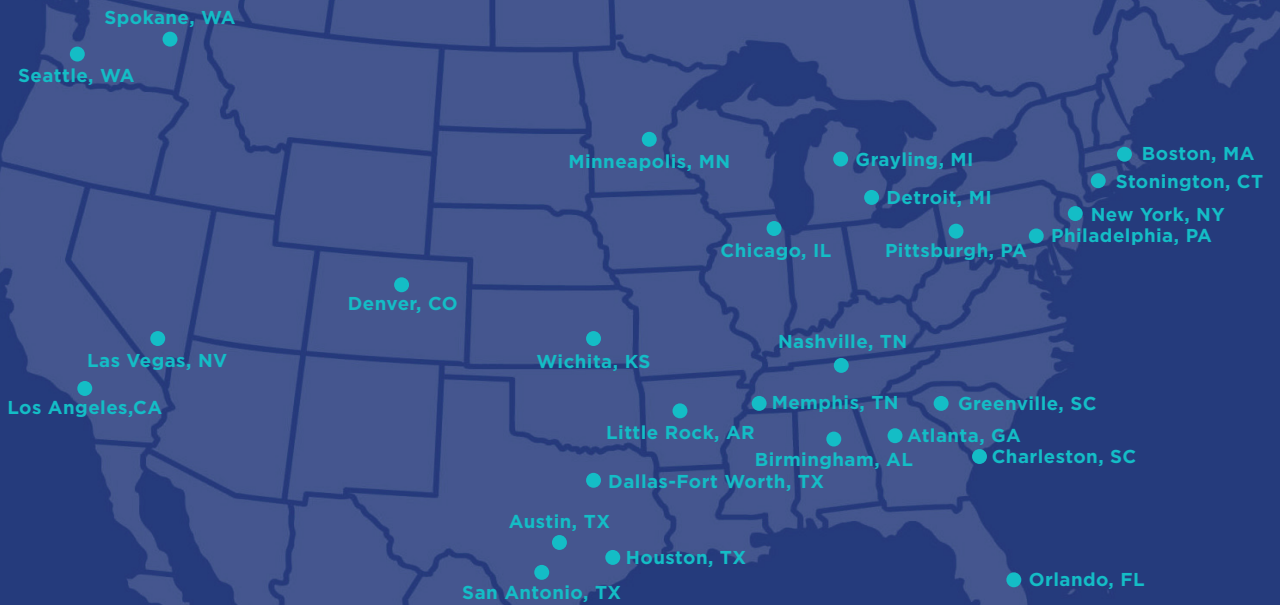 Spokane, WA
Seattle, WA
Minneapolis, MN
Grayling, MI
Boston, MA
Stonington, CT
Detroit, MI
New York, NY
Philadelphia, PA
Chicago, IL
Pittsburgh, PA
Denver, CO
Nashville, TN
Las Vegas, NV
Wichita, KS
Los Angeles,CA
Memphis, TN
Greenville, SC
Little Rock, AR
Atlanta, GA
Birmingham, AL
Charleston, SC
Dallas-Fort Worth, TX
Austin, TX
Houston, TX
Orlando, FL
San Antonio, TX